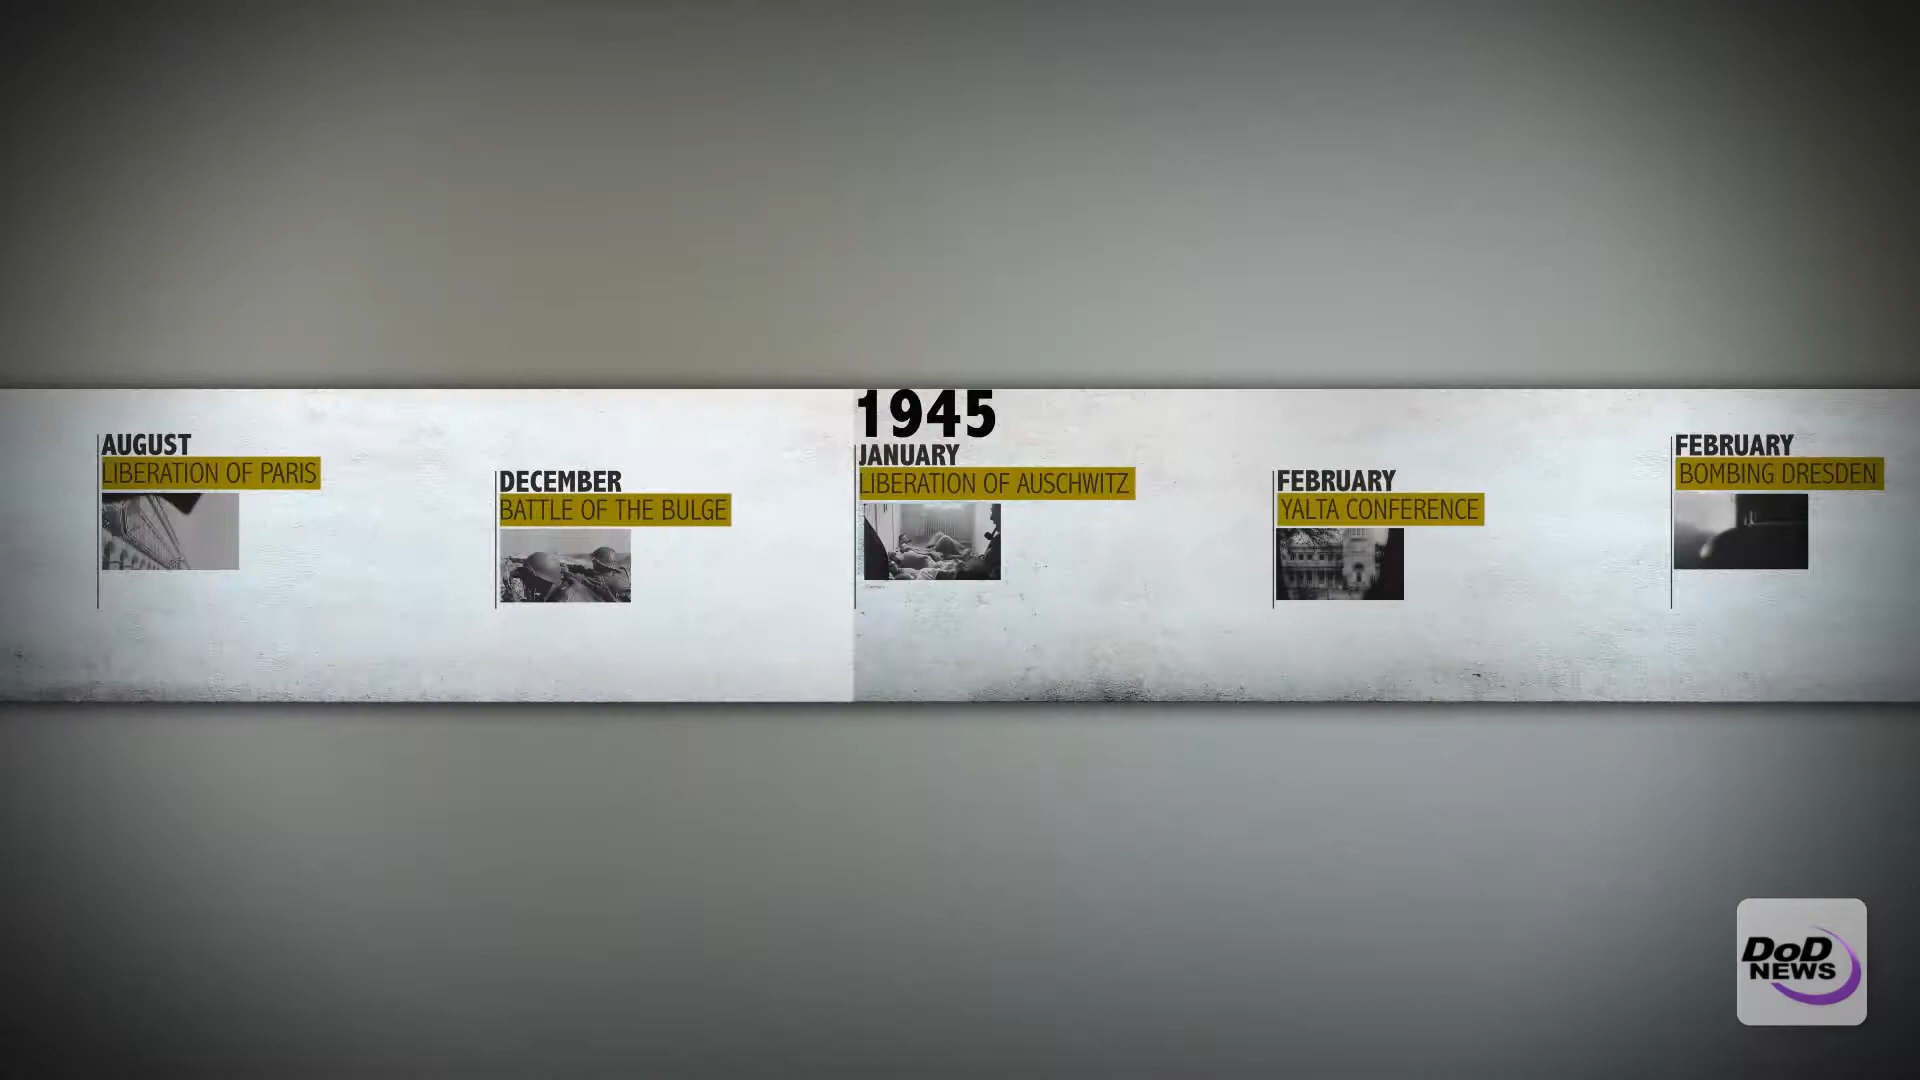 AUGUST
LIBERATION OF PARIS
DECEMBER
BATTLE OF THE BULGE
1945
JANUARY
LIBERATION OF AUSCHWITZ
FEBRUARY
YALTA CONFERENCE
FEBRUARY
BOMBING DRESDEN
DoD
NEWS